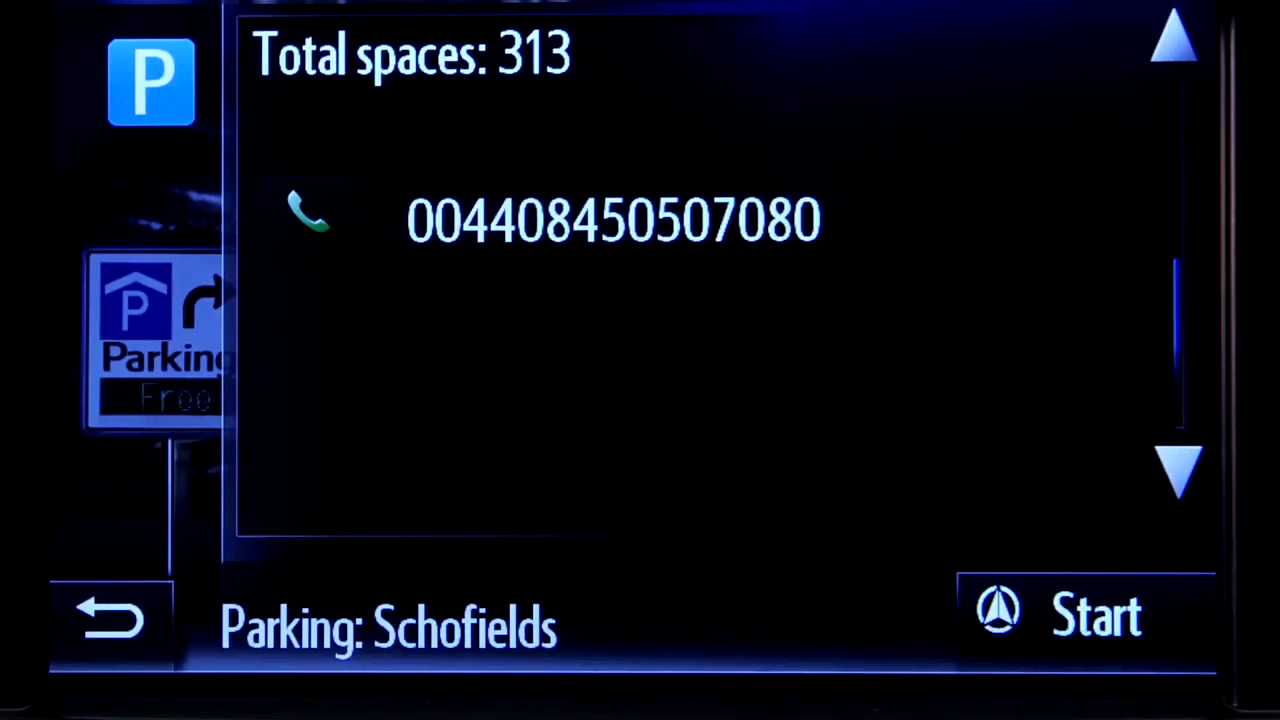 P
Total spaces: 313
004408450507080
P
Parking
Free
Parking: Schofields
Start